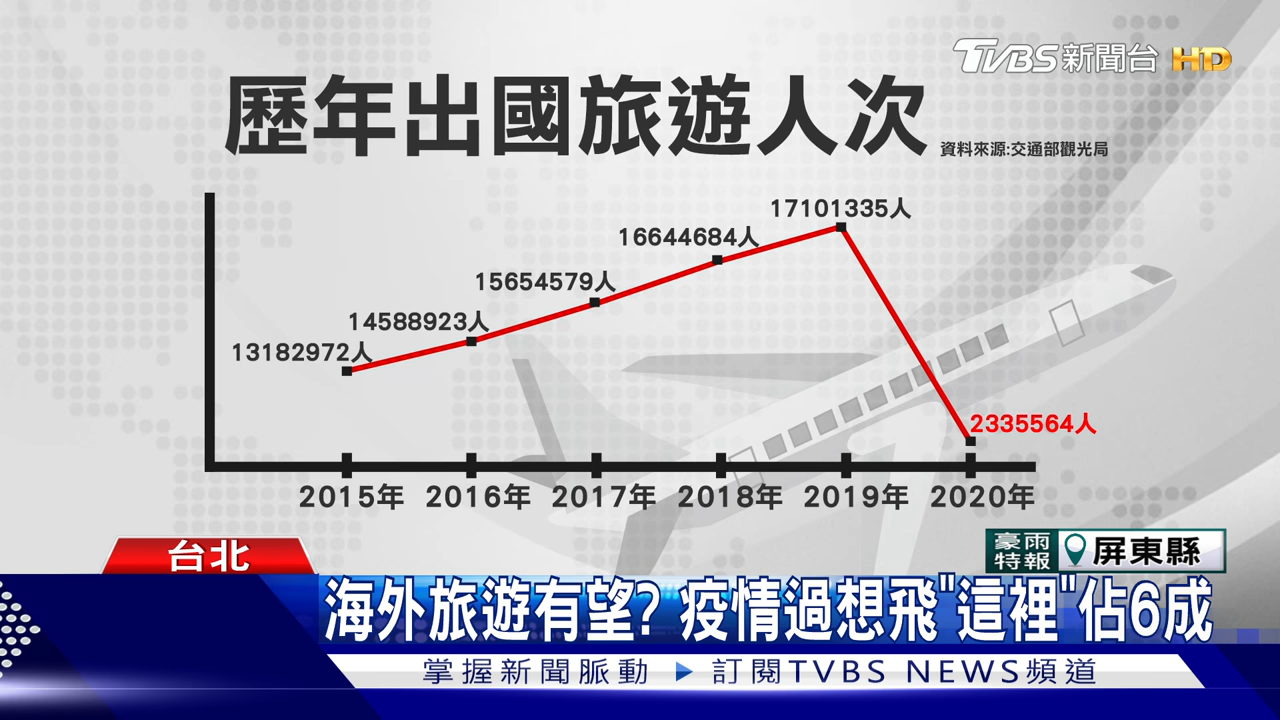 TVBS新聞台 HD
歷年出國旅遊人次
資料來源:交通部觀光局
17101335人
16644684人
15654579人
14588923人
13182972人
2335564人
2015年 2016年 2017年 2018年 2019年 2020年
豪雨特報 屏東縣
台北
海外旅遊有望? 疫情過想飛"這裡"佔6成
掌握新聞脈動 訂閱TVBS NEWS頻道